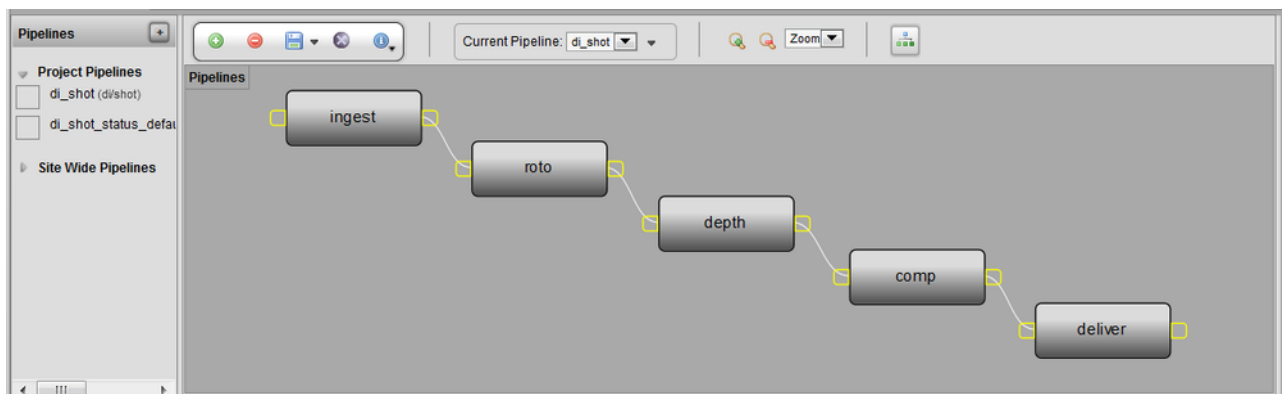 Pipelines
Current Pipeline: di_shot
Zoom
Project Pipelines
di_shot (di/shot)
di_shot_status_defau
Site Wide Pipelines
Pipelines
ingest
roto
depth
comp
deliver